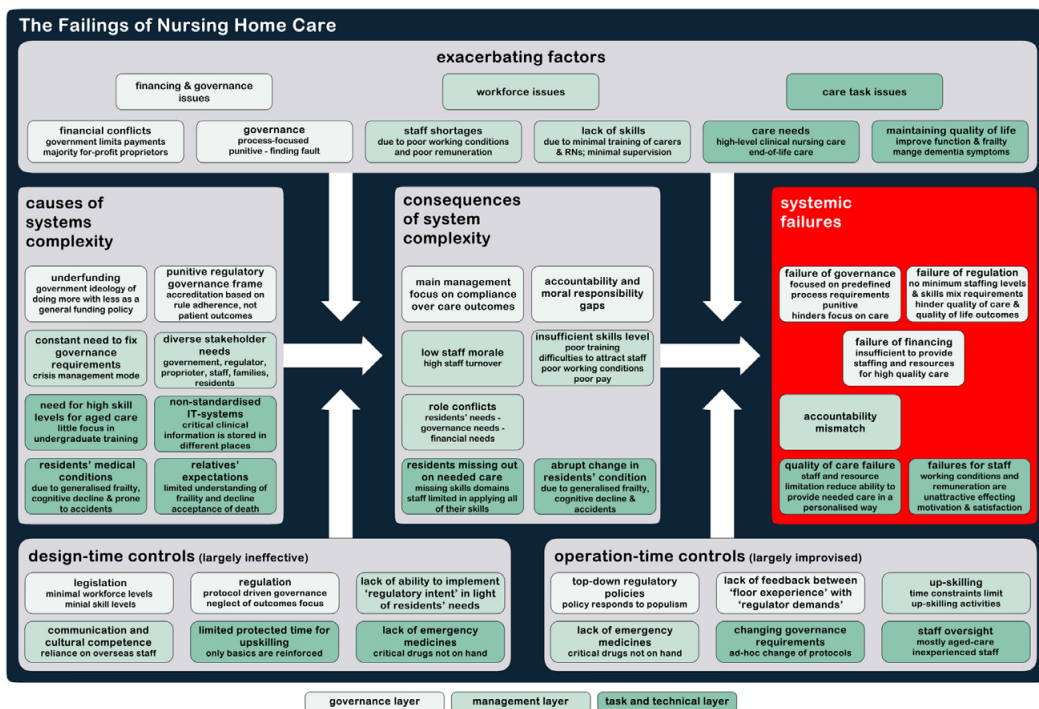 The Failings of Nursing Home Care
exacerbating factors
financing & governance
issues
workforce issues
care task issues
financial conflicts
government limits payments
majority for-profit proprietors
governance
process-focused
punitive - finding fault
staff shortages
due to poor working conditions
and poor remuneration
lack of skills
due to minimal training of carers
& RNs; minimal supervision
care needs
high-level clinical nursing care
end-of-life care
maintaining quality of life
improve function & frailty
mange dementia symptoms
causes of
systems
complexity
underfunding
government ideology of
doing more with less as a
general funding policy
punitive regulatory
governance frame
accreditation based on
rule adherence, not
patient outcomes
constant need to fix
governance
requirements
crisis management mode
diverse stakeholder
needs
governement, regulator,
proprioter, staff, families,
residents
need for high skill
levels for aged care
little focus in
undergraduate training
non-standardised
IT-systems
critical clinical
information is stored in
different places
residents' medical
conditions
due to generalised frailty,
cognitive decline & prone
to accidents
relatives'
expectations
limited understanding of
fraility and decline
acceptance of death
consequences
of system
complexity
main management
focus on compliance
over care outcomes
accountability and
moral responsibility
gaps
low staff morale
high staff turnover
insufficient skills level
poor training
difficulties to attract staff
poor working conditions
poor pay
role conflicts
residents' needs -
governance needs -
financial needs
residents missing out
on needed care
missing skills domains
staff limited in applying all
of their skills
abrupt change in
residents' condition
due to generalised frailty,
cognitive decline &
accidents
systemic
failures
failure of governance
focused on predefined
process requirements
punitive
hinders focus on care
failure of regulation
no minimum staffing levels
& skills mix requirements
hinder quality of care &
quality of life outcomes
failure of financing
insufficient to provide
staffing and resources
for high quality care
accountability
mismatch
quality of care failure
staff and resource
limitation reduce ability to
provide needed care in a
personalised way
failures for staff
working conditions and
remuneration are
unattractive effecting
motivation & satisfaction
design-time controls (largely ineffective)
legislation
minimal workforce levels
minial skill levels
regulation
protocol driven governance
neglect of outcomes focus
lack of ability to implement
'regulatory intent' in light
of residents' needs
communication and
cultural competence
reliance on overseas staff
limited protected time for
upskilling
only basics are reinforced
lack of emergency
medicines
critical drugs not on hand
operation-time controls (largely improvised)
top-down regulatory
policies
policy responds to populism
lack of feedback between
'floor exeperience' with
'regulator demands'
up-skilling
time constraints limit
up-skilling activities
lack of emergency
medicines
critical drugs not on hand
changing governance
requirements
ad-hoc change of protocols
staff oversight
mostly aged-care
inexperienced staff
governance layer
management layer
task and technical layer